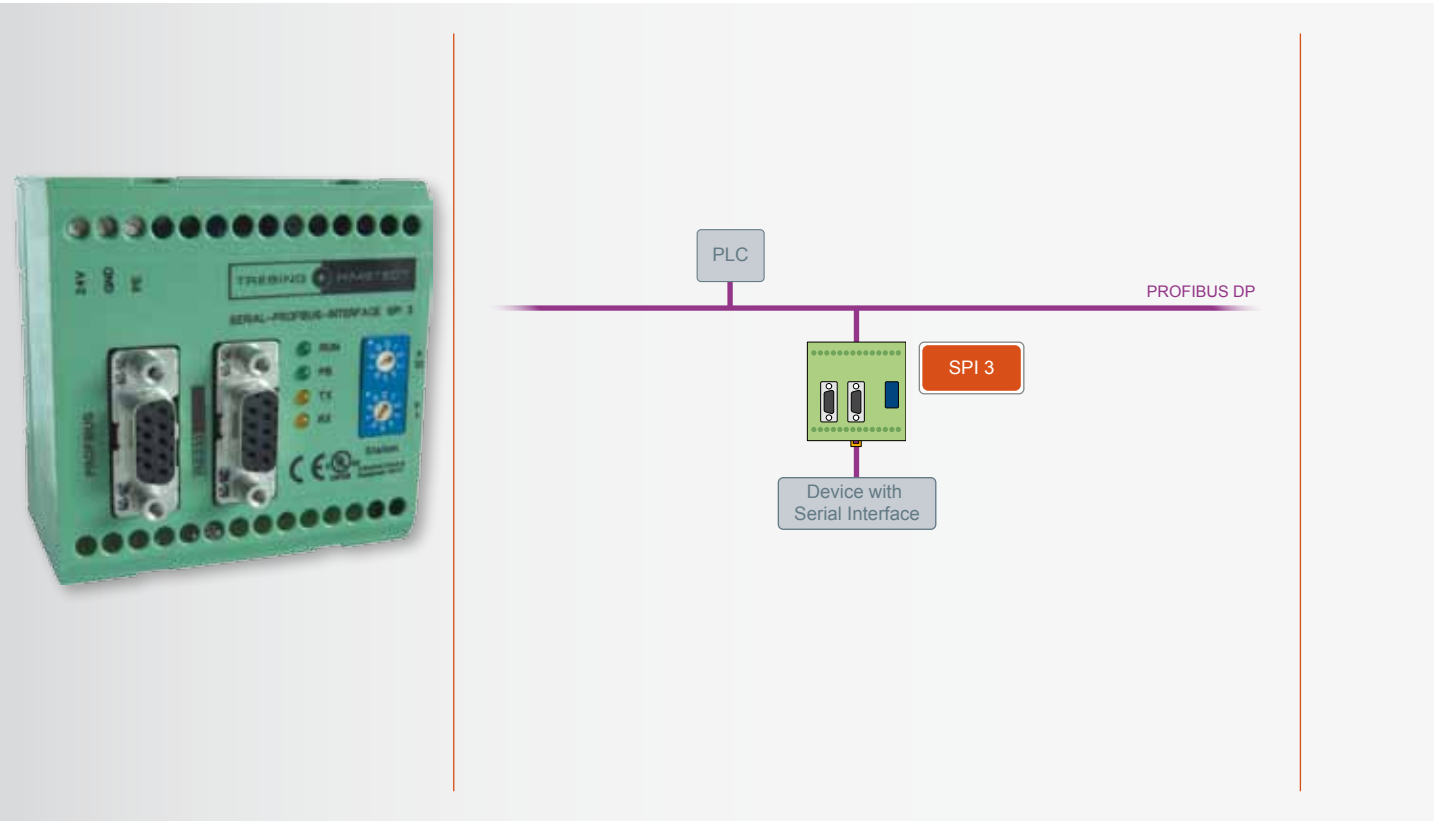 24V
GND
PE
TREBING HIMSTEDT
SERIAL-PROFIBUS-INTERFACE SPI 3
RUN
PB
TX
RX
PROFIBUS
Station
PLC
PROFIBUS DP
SPI 3
Device with
Serial Interface